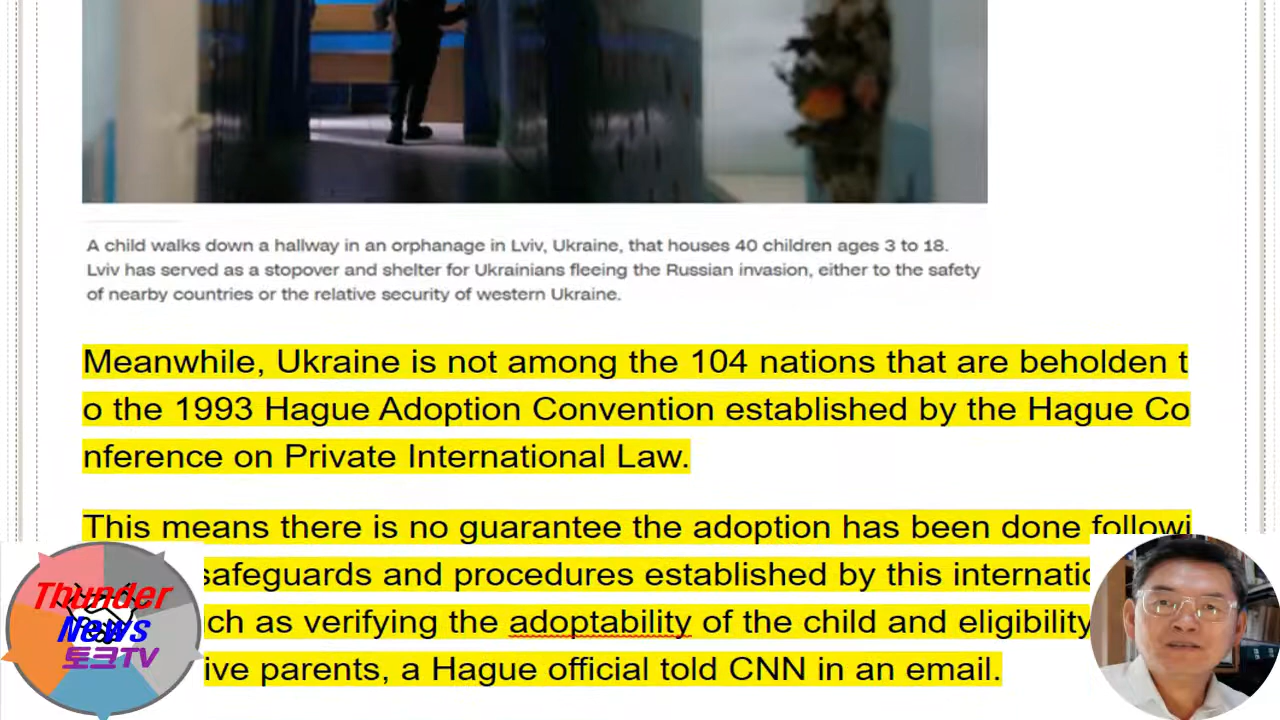 A child walks down a hallway in an orphanage in Lviv, Ukraine, that houses 40 children ages 3 to 18.
Lviv has served as a stopover and shelter for Ukrainians fleeing the Russian invasion, either to the safety
of nearby countries or the relative security of western Ukraine.
Meanwhile, Ukraine is not among the 104 nations that are beholden t
o the 1993 Hague Adoption Convention established by the Hague Co
nference on Private International Law.
This means there is no guarantee the adoption has been done followi
safeguards and procedures established by this internatio
ch as verifying the adoptability of the child and eligibility
ive parents, a Hague official told CNN in an email.
Thunder
News
토크TV